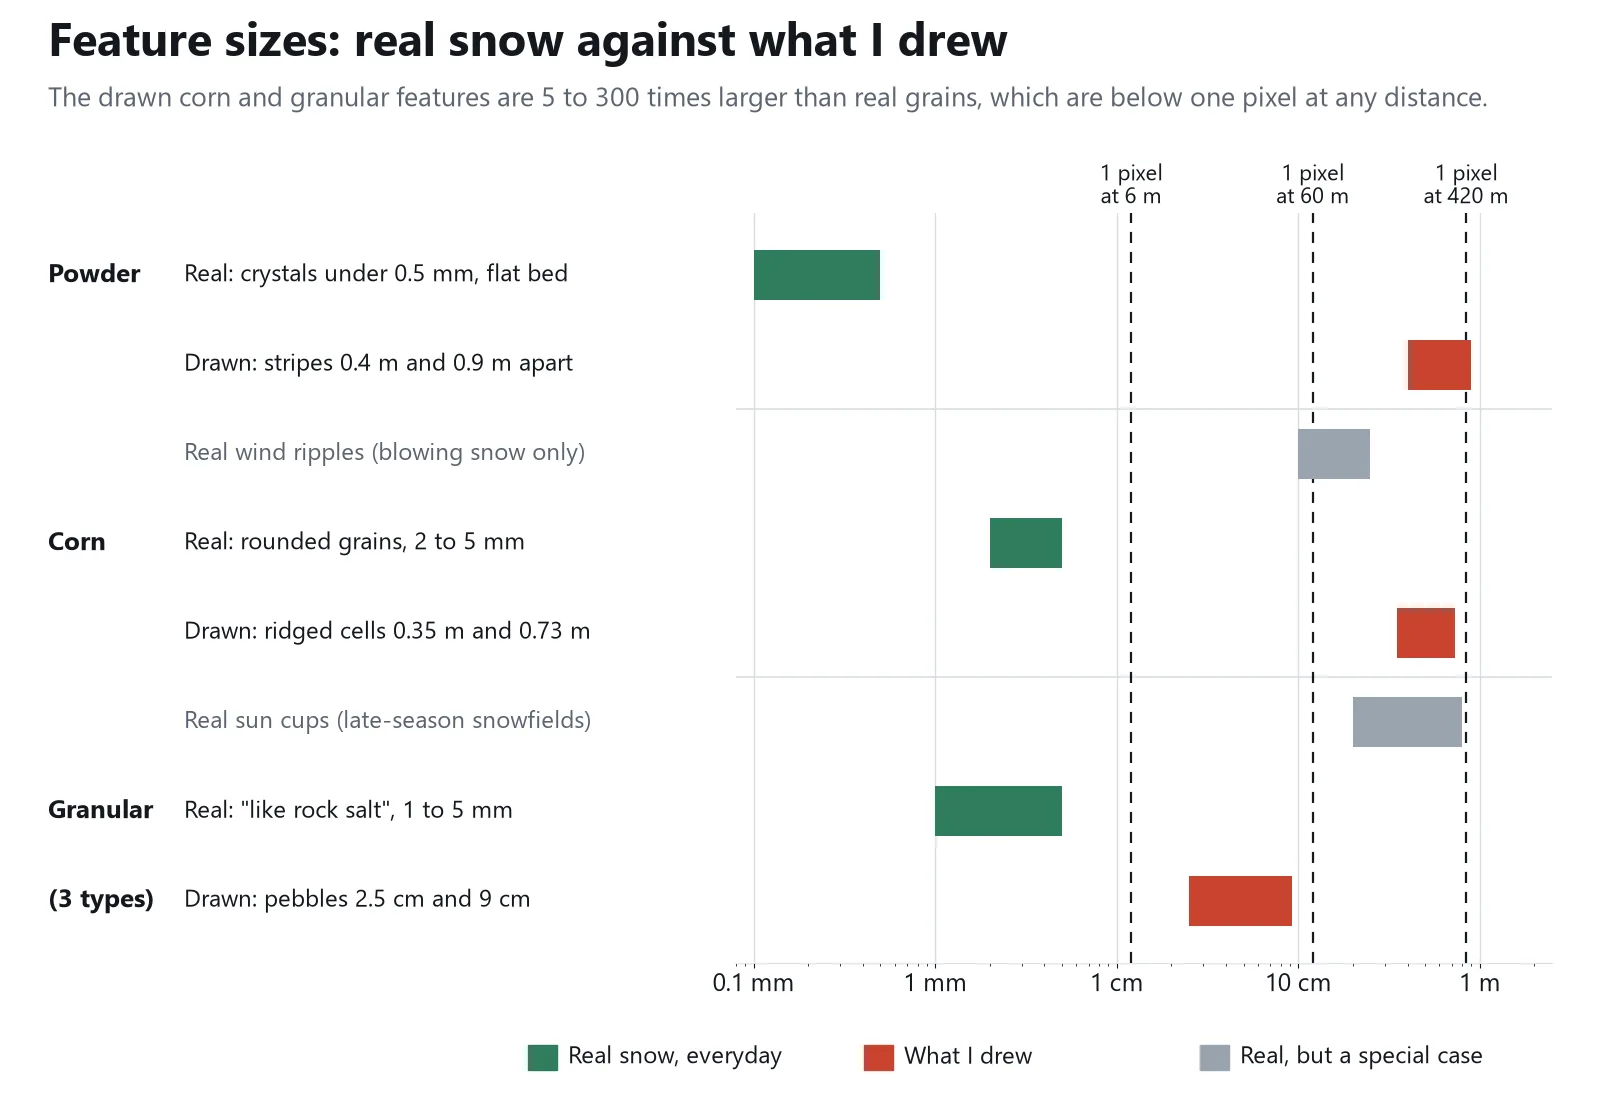 Feature sizes: real snow against what I drew
The drawn corn and granular features are 5 to 300 times larger than real grains, which are below one pixel at any distance.
1 pixel
at 6 m
1 pixel
at 60 m
1 pixel
at 420 m
Powder Real: crystals under 0.5 mm, flat bed
Drawn: stripes 0.4 m and 0.9 m apart
Real wind ripples (blowing snow only)
Corn Real: rounded grains, 2 to 5 mm
Drawn: ridged cells 0.35 m and 0.73 m
Real sun cups (late-season snowfields)
Granular Real: "like rock salt", 1 to 5 mm
(3 types) Drawn: pebbles 2.5 cm and 9 cm
0.1 mm 1 mm 1 cm 10 cm 1 m
Real snow, everyday What I drew Real, but a special case